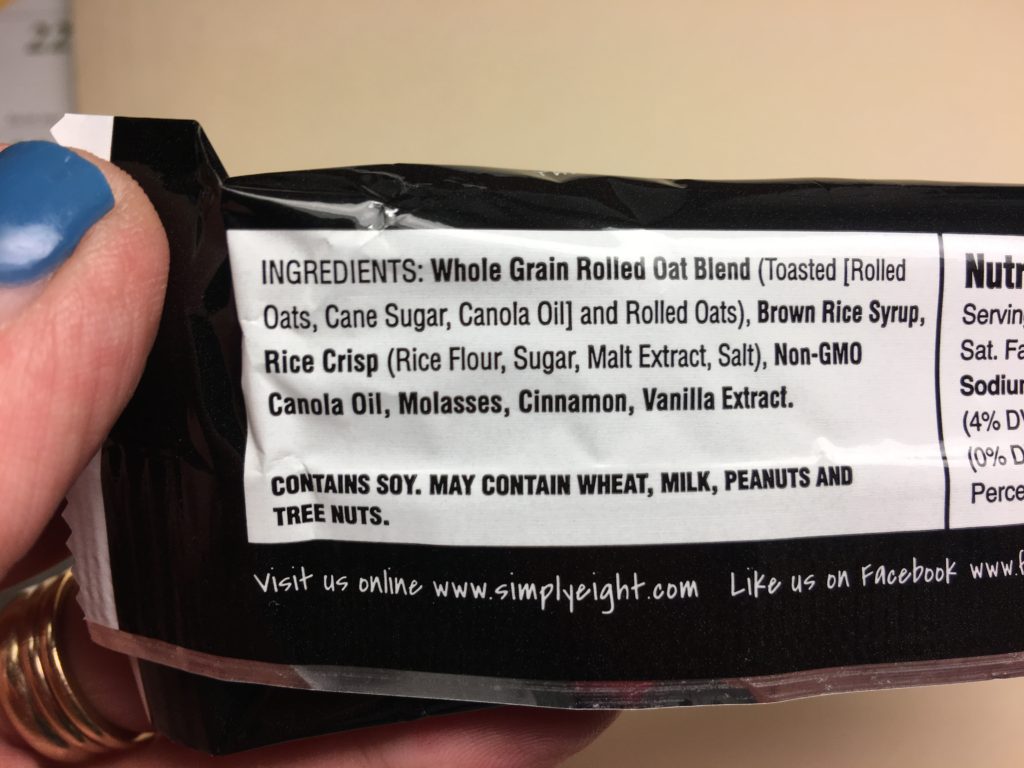 22
INGREDIENTS: Whole Grain Rolled Oat Blend (Toasted [Rolled
Oats, Cane Sugar, Canola Oil] and Rolled Oats), Brown Rice Syrup,
Rice Crisp (Rice Flour, Sugar, Malt Extract, Salt), Non-GMO
Canola Oil, Molasses, Cinnamon, Vanilla Extract.
CONTAINS SOY. MAY CONTAIN WHEAT, MILK, PEANUTS AND
TREE NUTS.
Nutr
Serving
Sat. Fa
Sodium
(4% DV
(0% D
Perce
Visit us online www.simplyeight.com Like us on Facebook www.f